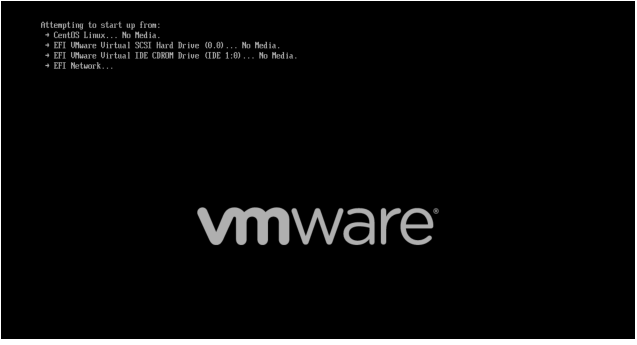 Attempting to start up from:
→ CentOS Linux... No Media.
→ EFI VMware Virtual SCSI Hard Drive (0.0)... No Media.
→ EFI VMware Virtual IDE CDROM Drive (IDE 1:0)... No Media.
→ EFI Network...
vmware®